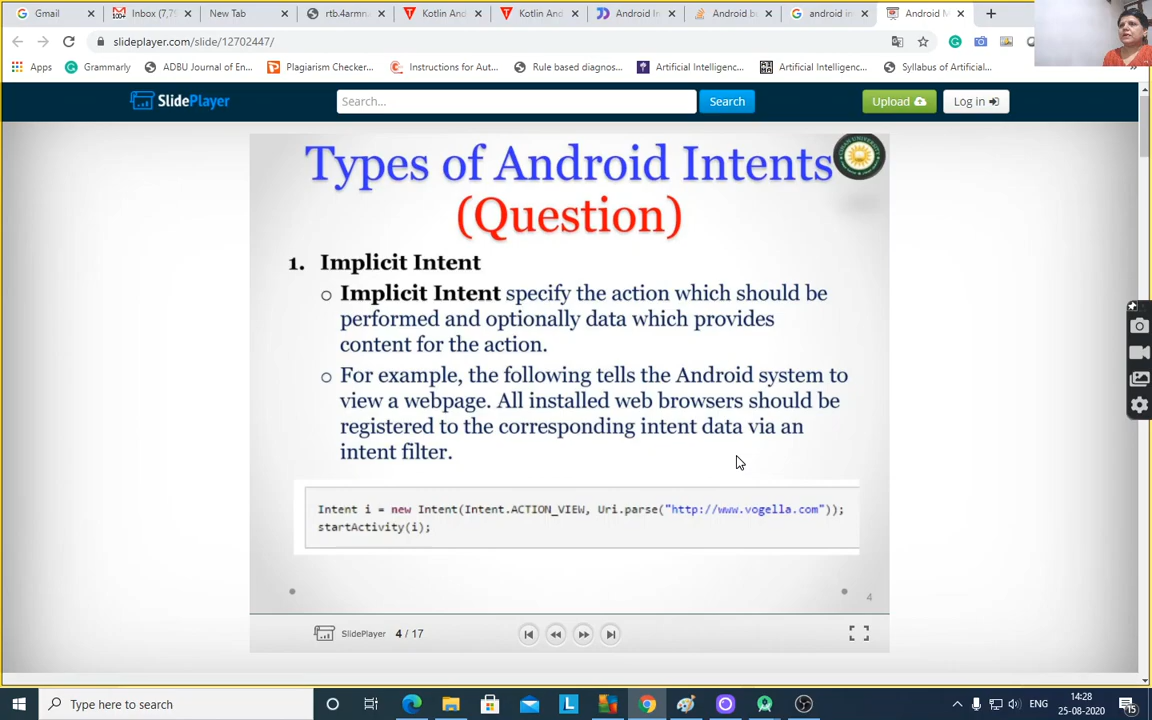 Gmail
Inbox (7,79
New Tab
rtb.4armn
Kotlin And
Kotlin And
Android In
Android b
android in
Android M
slideplayer.com/slide/12702447/
Apps
Grammarly
ADBU Journal of En...
Plagiarism Checker...
Instructions for Aut...
Rule based diagnos...
Artificial Intelligenc...
Artificial Intelligenc...
Syllabus of Artificial...
SlidePlayer
Search...
Search
Upload
Log in
Types of Android Intents
(Question)
1. Implicit Intent
Implicit Intent specify the action which should be
performed and optionally data which provides
content for the action.
For example, the following tells the Android system to
view a webpage. All installed web browsers should be
registered to the corresponding intent data via an
intent filter.
Intent i = new Intent(Intent.ACTION_VIEW, Uri.parse("http://www.vogella.com"));
startActivity(i);
4
SlidePlayer 4 / 17
Type here to search
ENG
14:28
25-08-2020
15